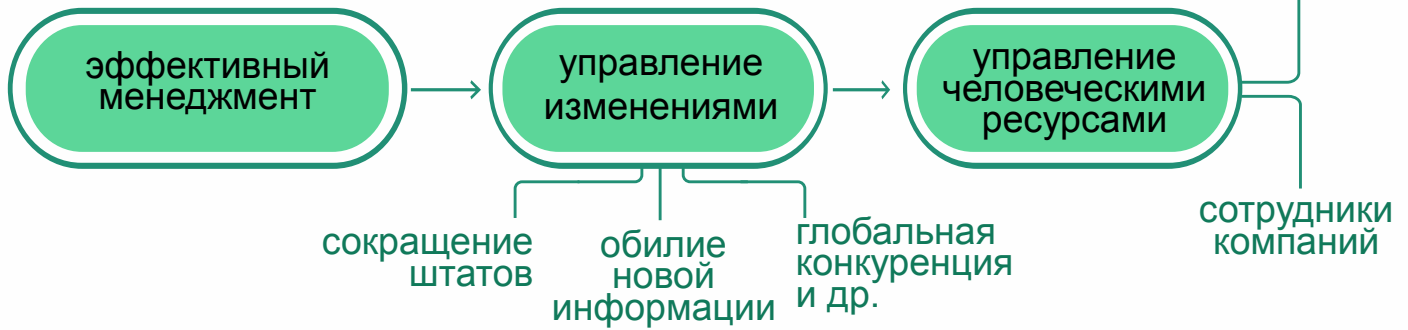 эффективный
менеджмент
управление
изменениями
управление
человеческими
ресурсами
сокращение
штатов
обилие
новой
информации
глобальная
конкуренция
и др.
сотрудники
компаний